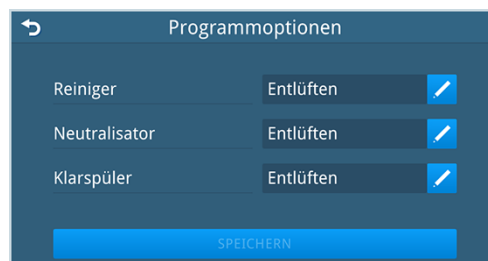 Programmoptionen
Reiniger Entlüften
Neutralisator Entlüften
Klarspüler Entlüften
SPEICHERN